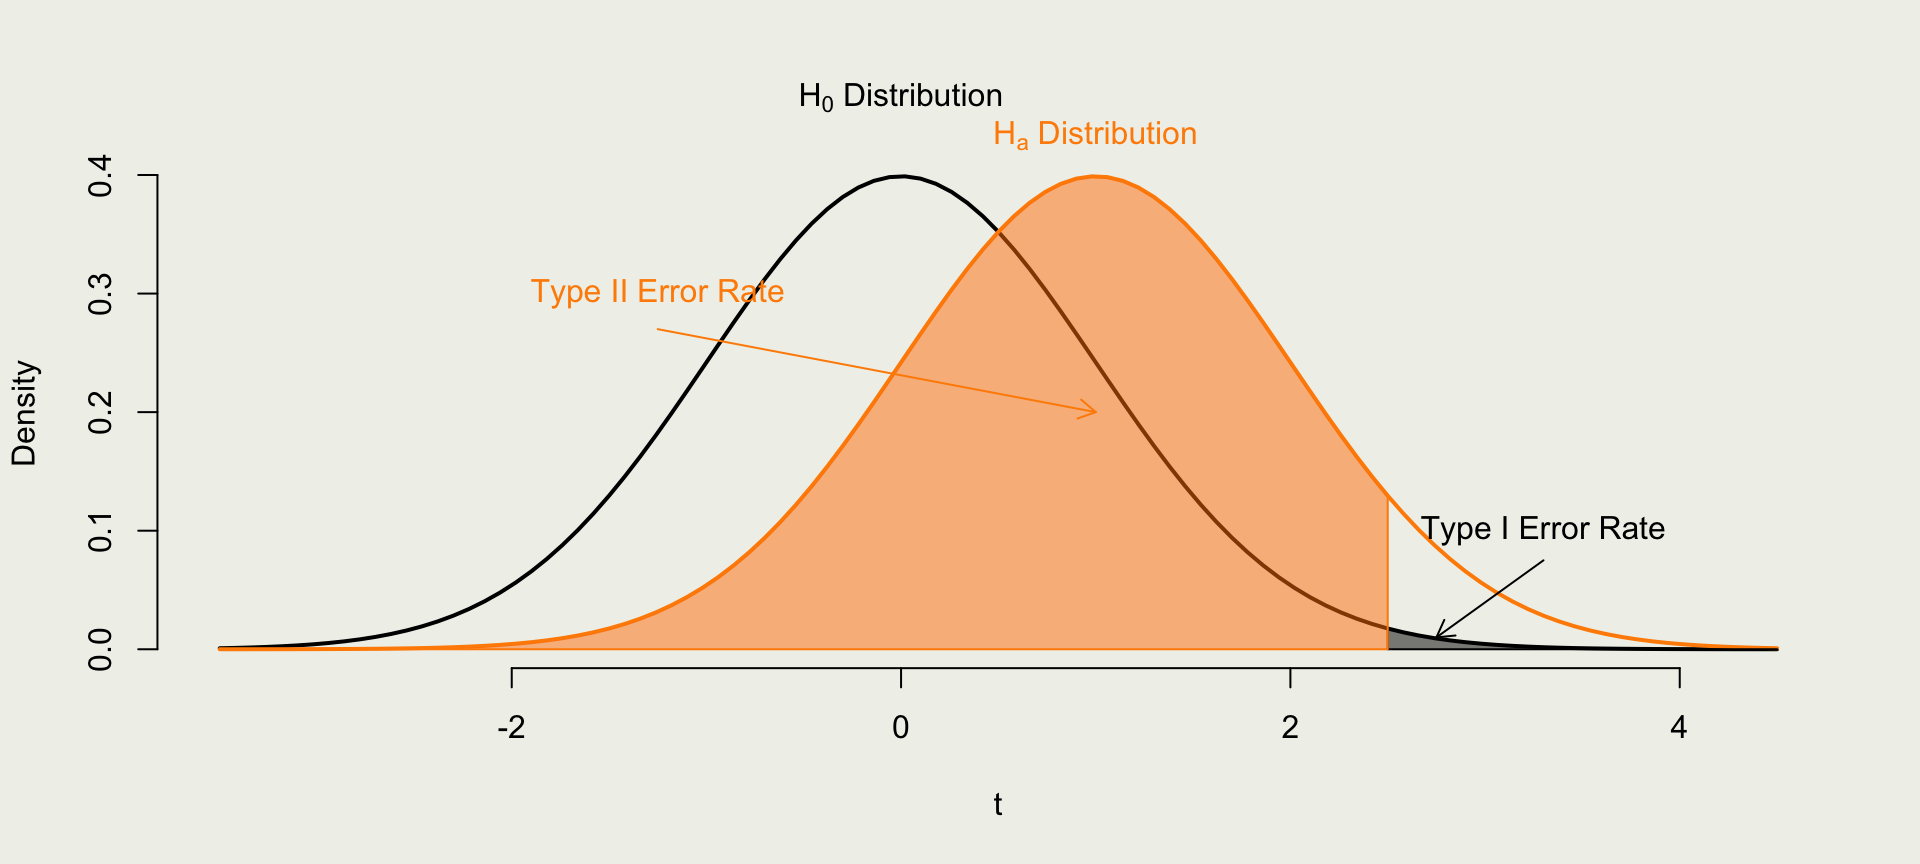 H₀ Distribution
Hₐ Distribution
0.4
0.3
0.2
0.1
0.0
Density
Type II Error Rate
Type I Error Rate
-2 0 2 4
t